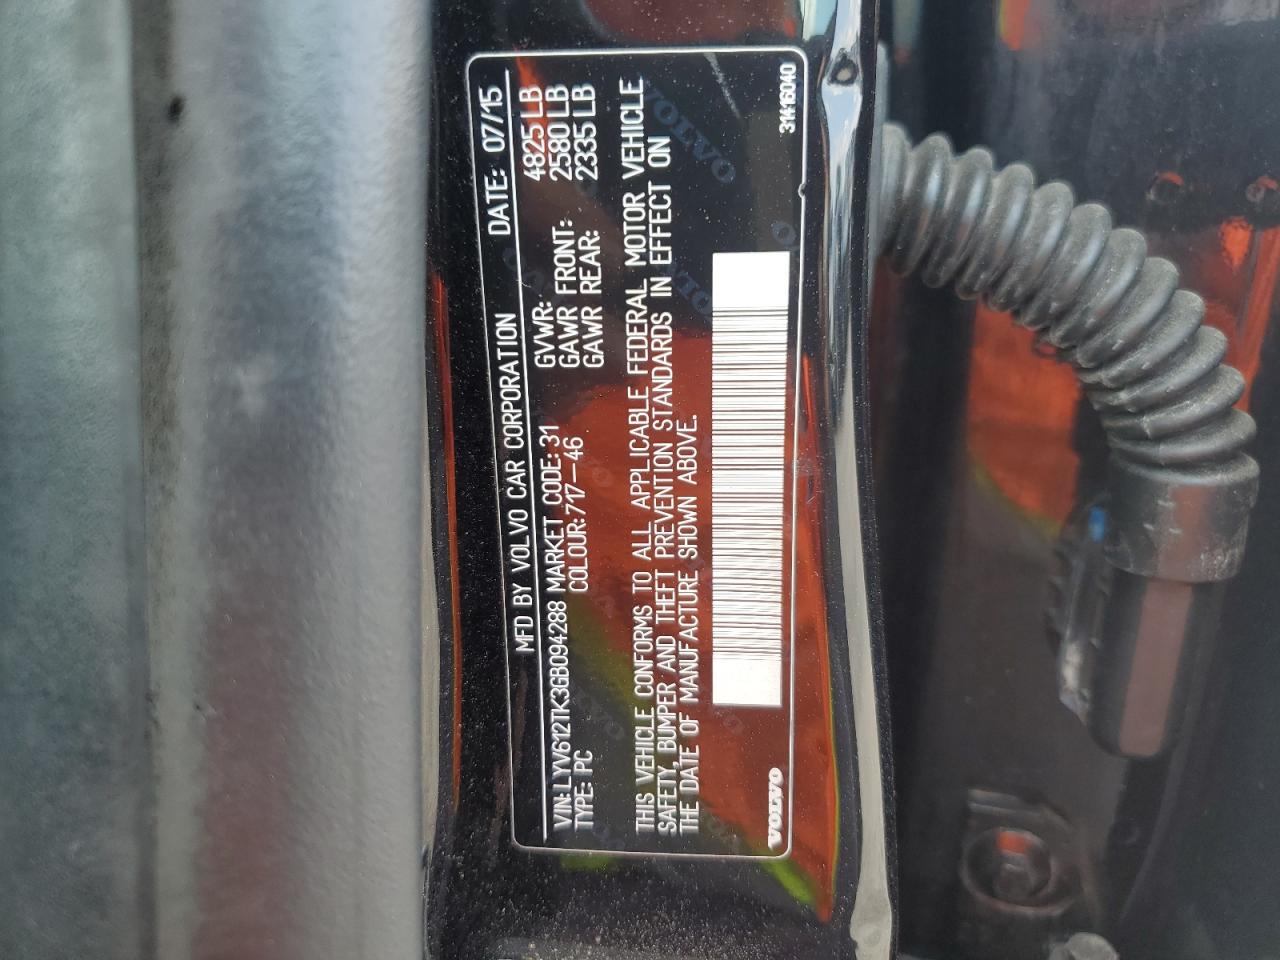 MFD BY VOLVO CAR CORPORATION DATE: 07/15
GVWR: 4825 LB
GAWR FRONT: 2580 LB
GAWR REAR: 2335 LB
VIN: LYV612TK3GB094288 MARKET CODE: 31
TYPE: PC COLOUR: 717-46
THIS VEHICLE CONFORMS TO ALL APPLICABLE FEDERAL MOTOR VEHICLE
SAFETY, BUMPER AND THEFT PREVENTION STANDARDS IN EFFECT ON
THE DATE OF MANUFACTURE SHOWN ABOVE.
VOLVO 31416040